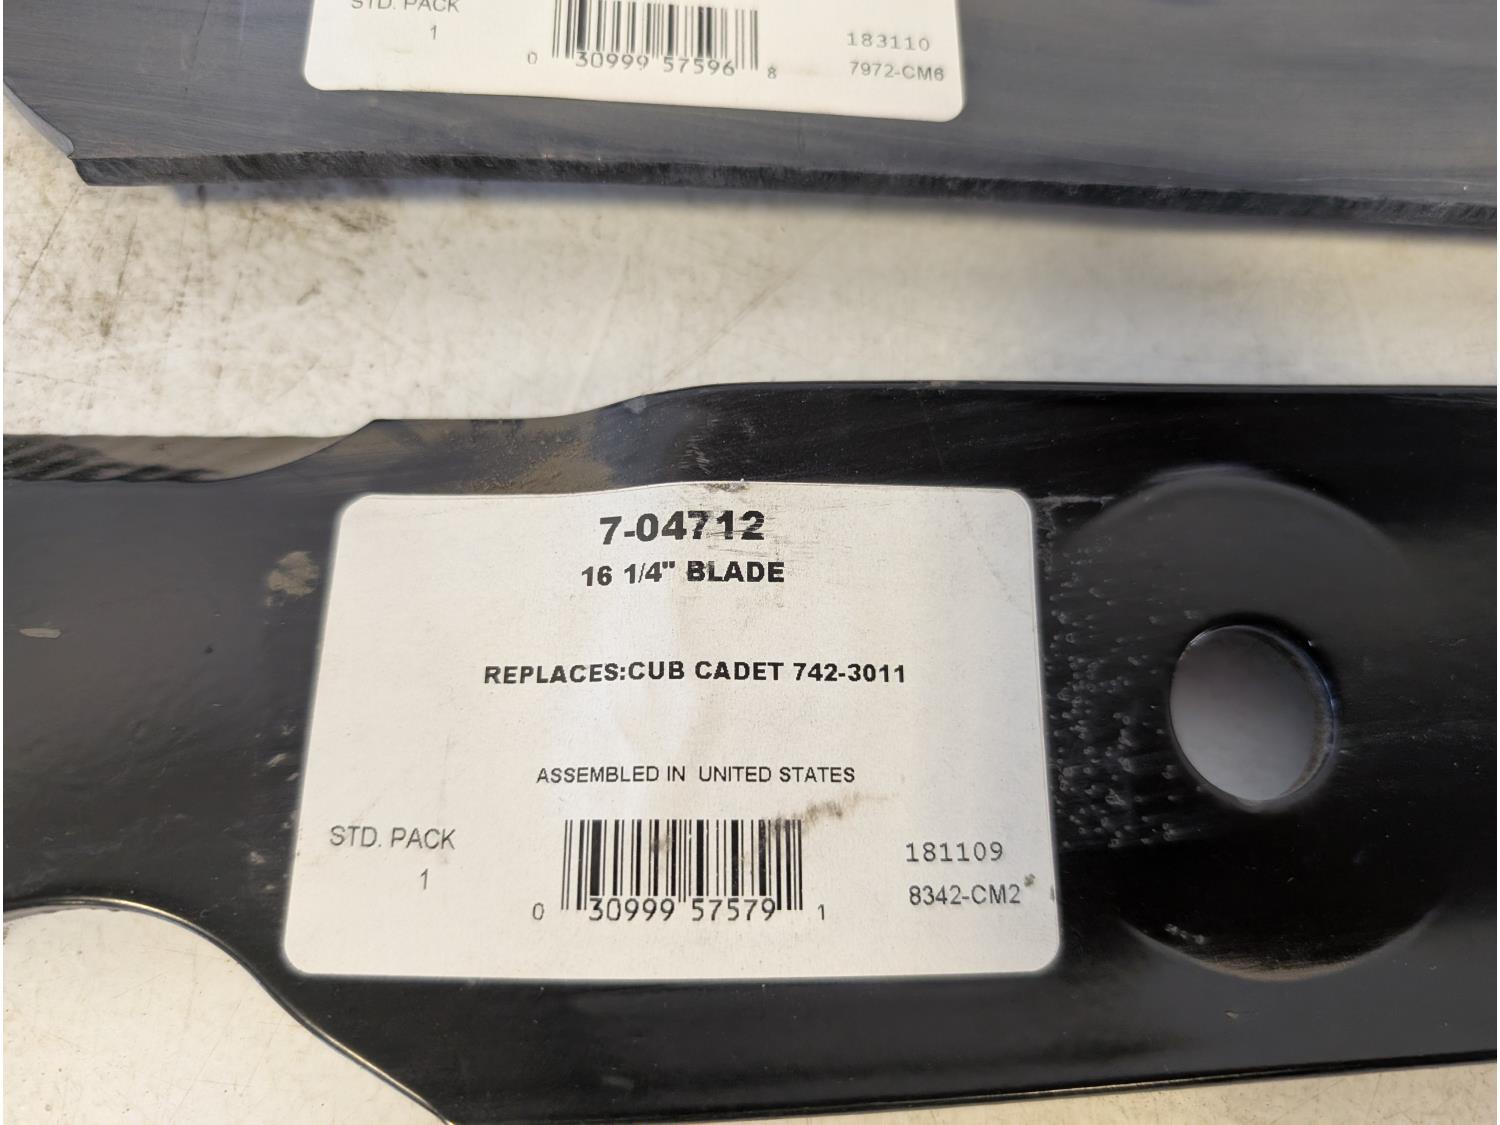 STD. PACK
1
0 30999 57596 8
183110
7972-CM6
7-04712
16 1/4" BLADE
REPLACES:CUB CADET 742-3011
ASSEMBLED IN UNITED STATES
STD. PACK
1
0 30999 57579 1
181109
8342-CM2